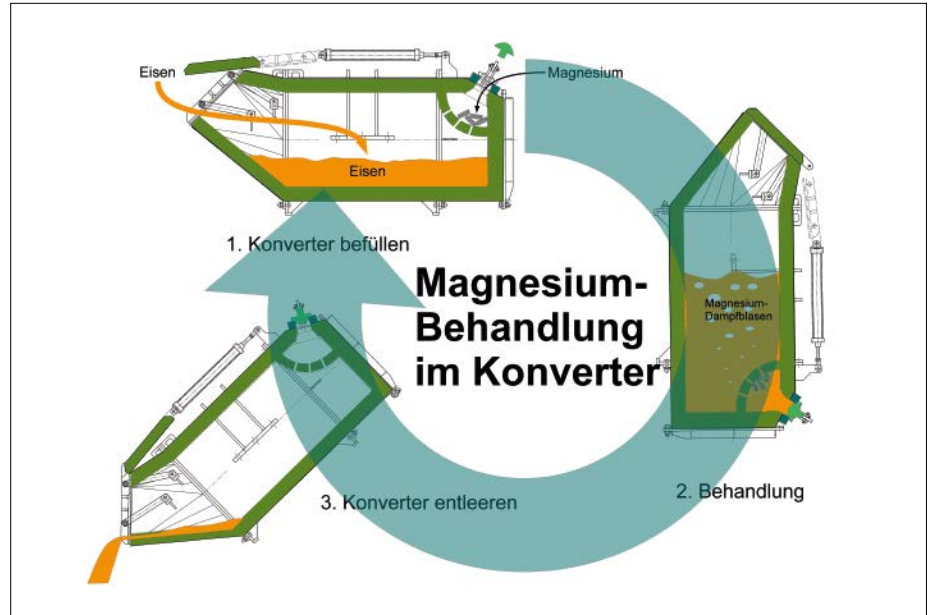 Eisen
Magnesium
Eisen
1. Konverter befüllen
Magnesium-
Behandlung
im Konverter
Magnesium-
Dampfblasen
2. Behandlung
3. Konverter entleeren